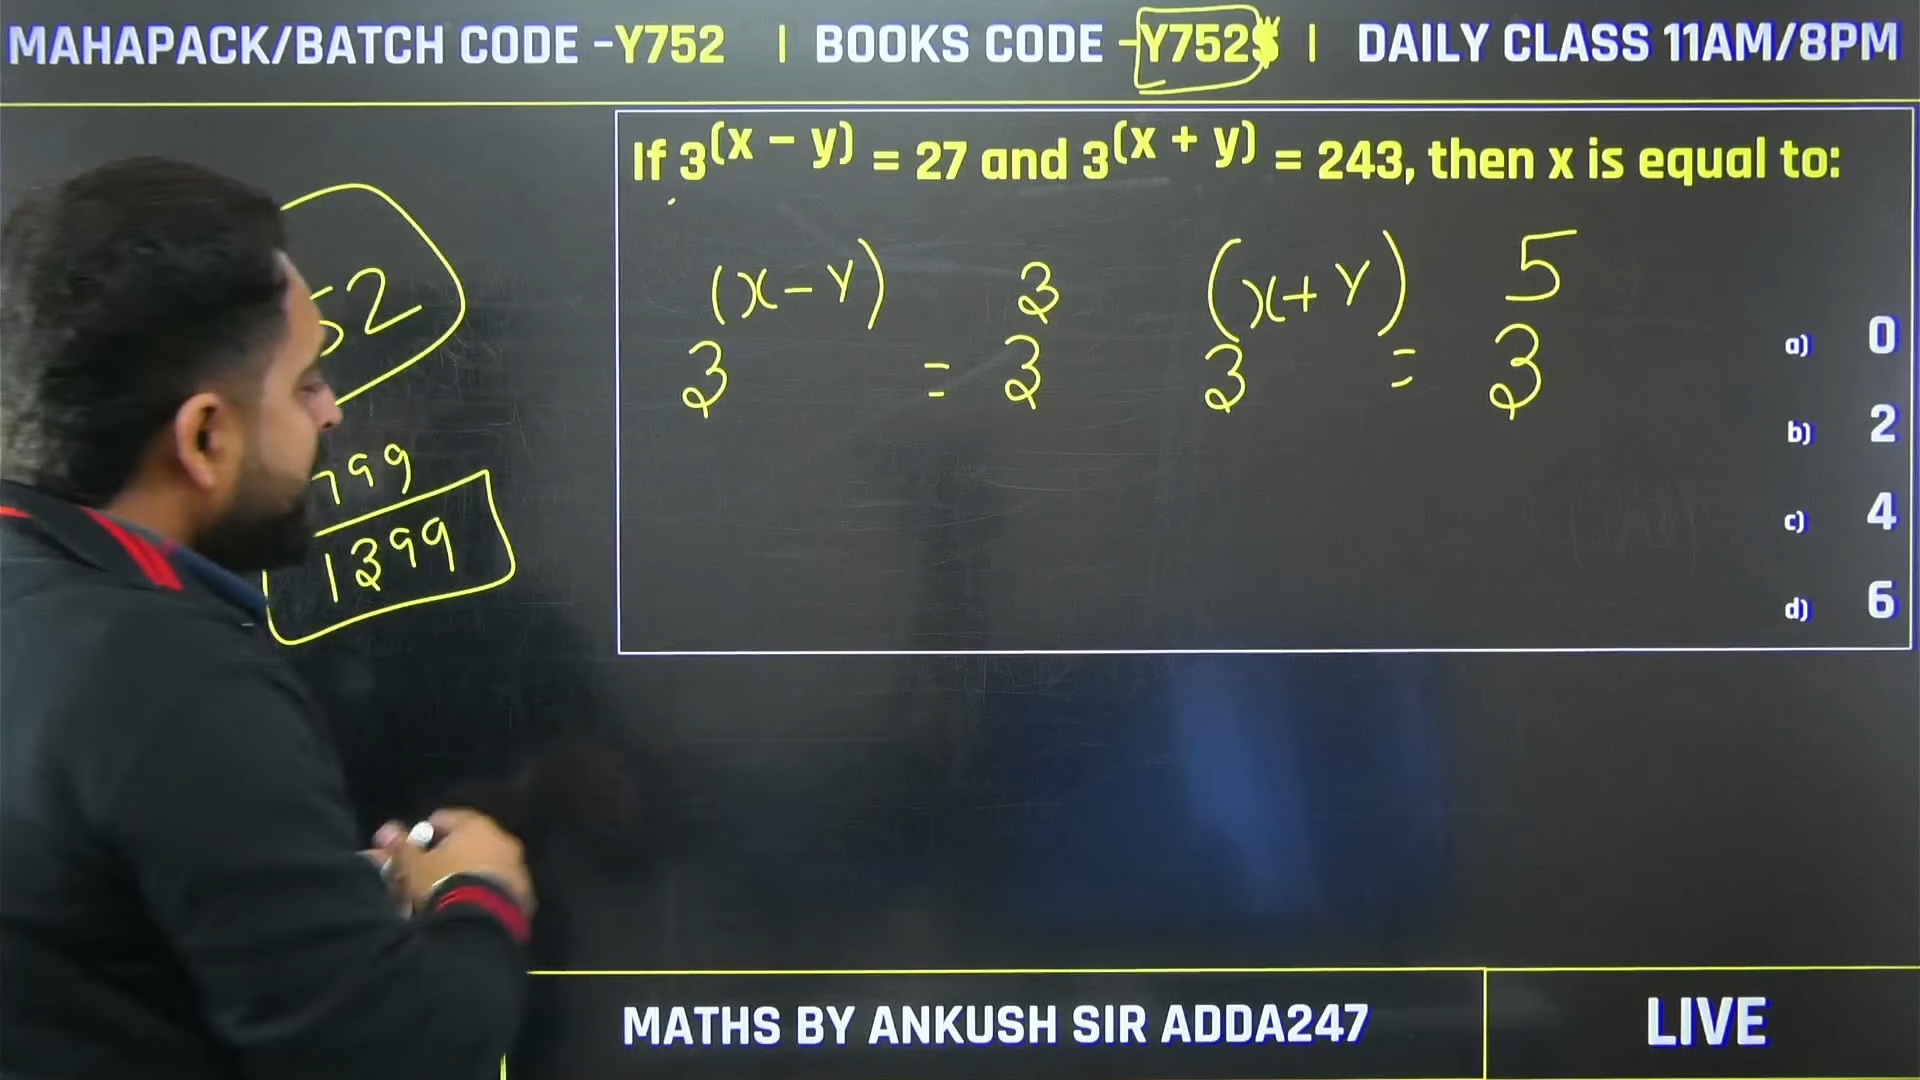 MAHAPACK/BATCH CODE -Y752 | BOOKS CODE -Y752S | DAILY CLASS 11AM/8PM
If 3^(x - y) = 27 and 3^(x + y) = 243, then x is equal to:
3^(x-y) = 3^3 3^(x+y) = 3^5
52
799
1399
a) 0
b) 2
c) 4
d) 6
MATHS BY ANKUSH SIR ADDA247
LIVE